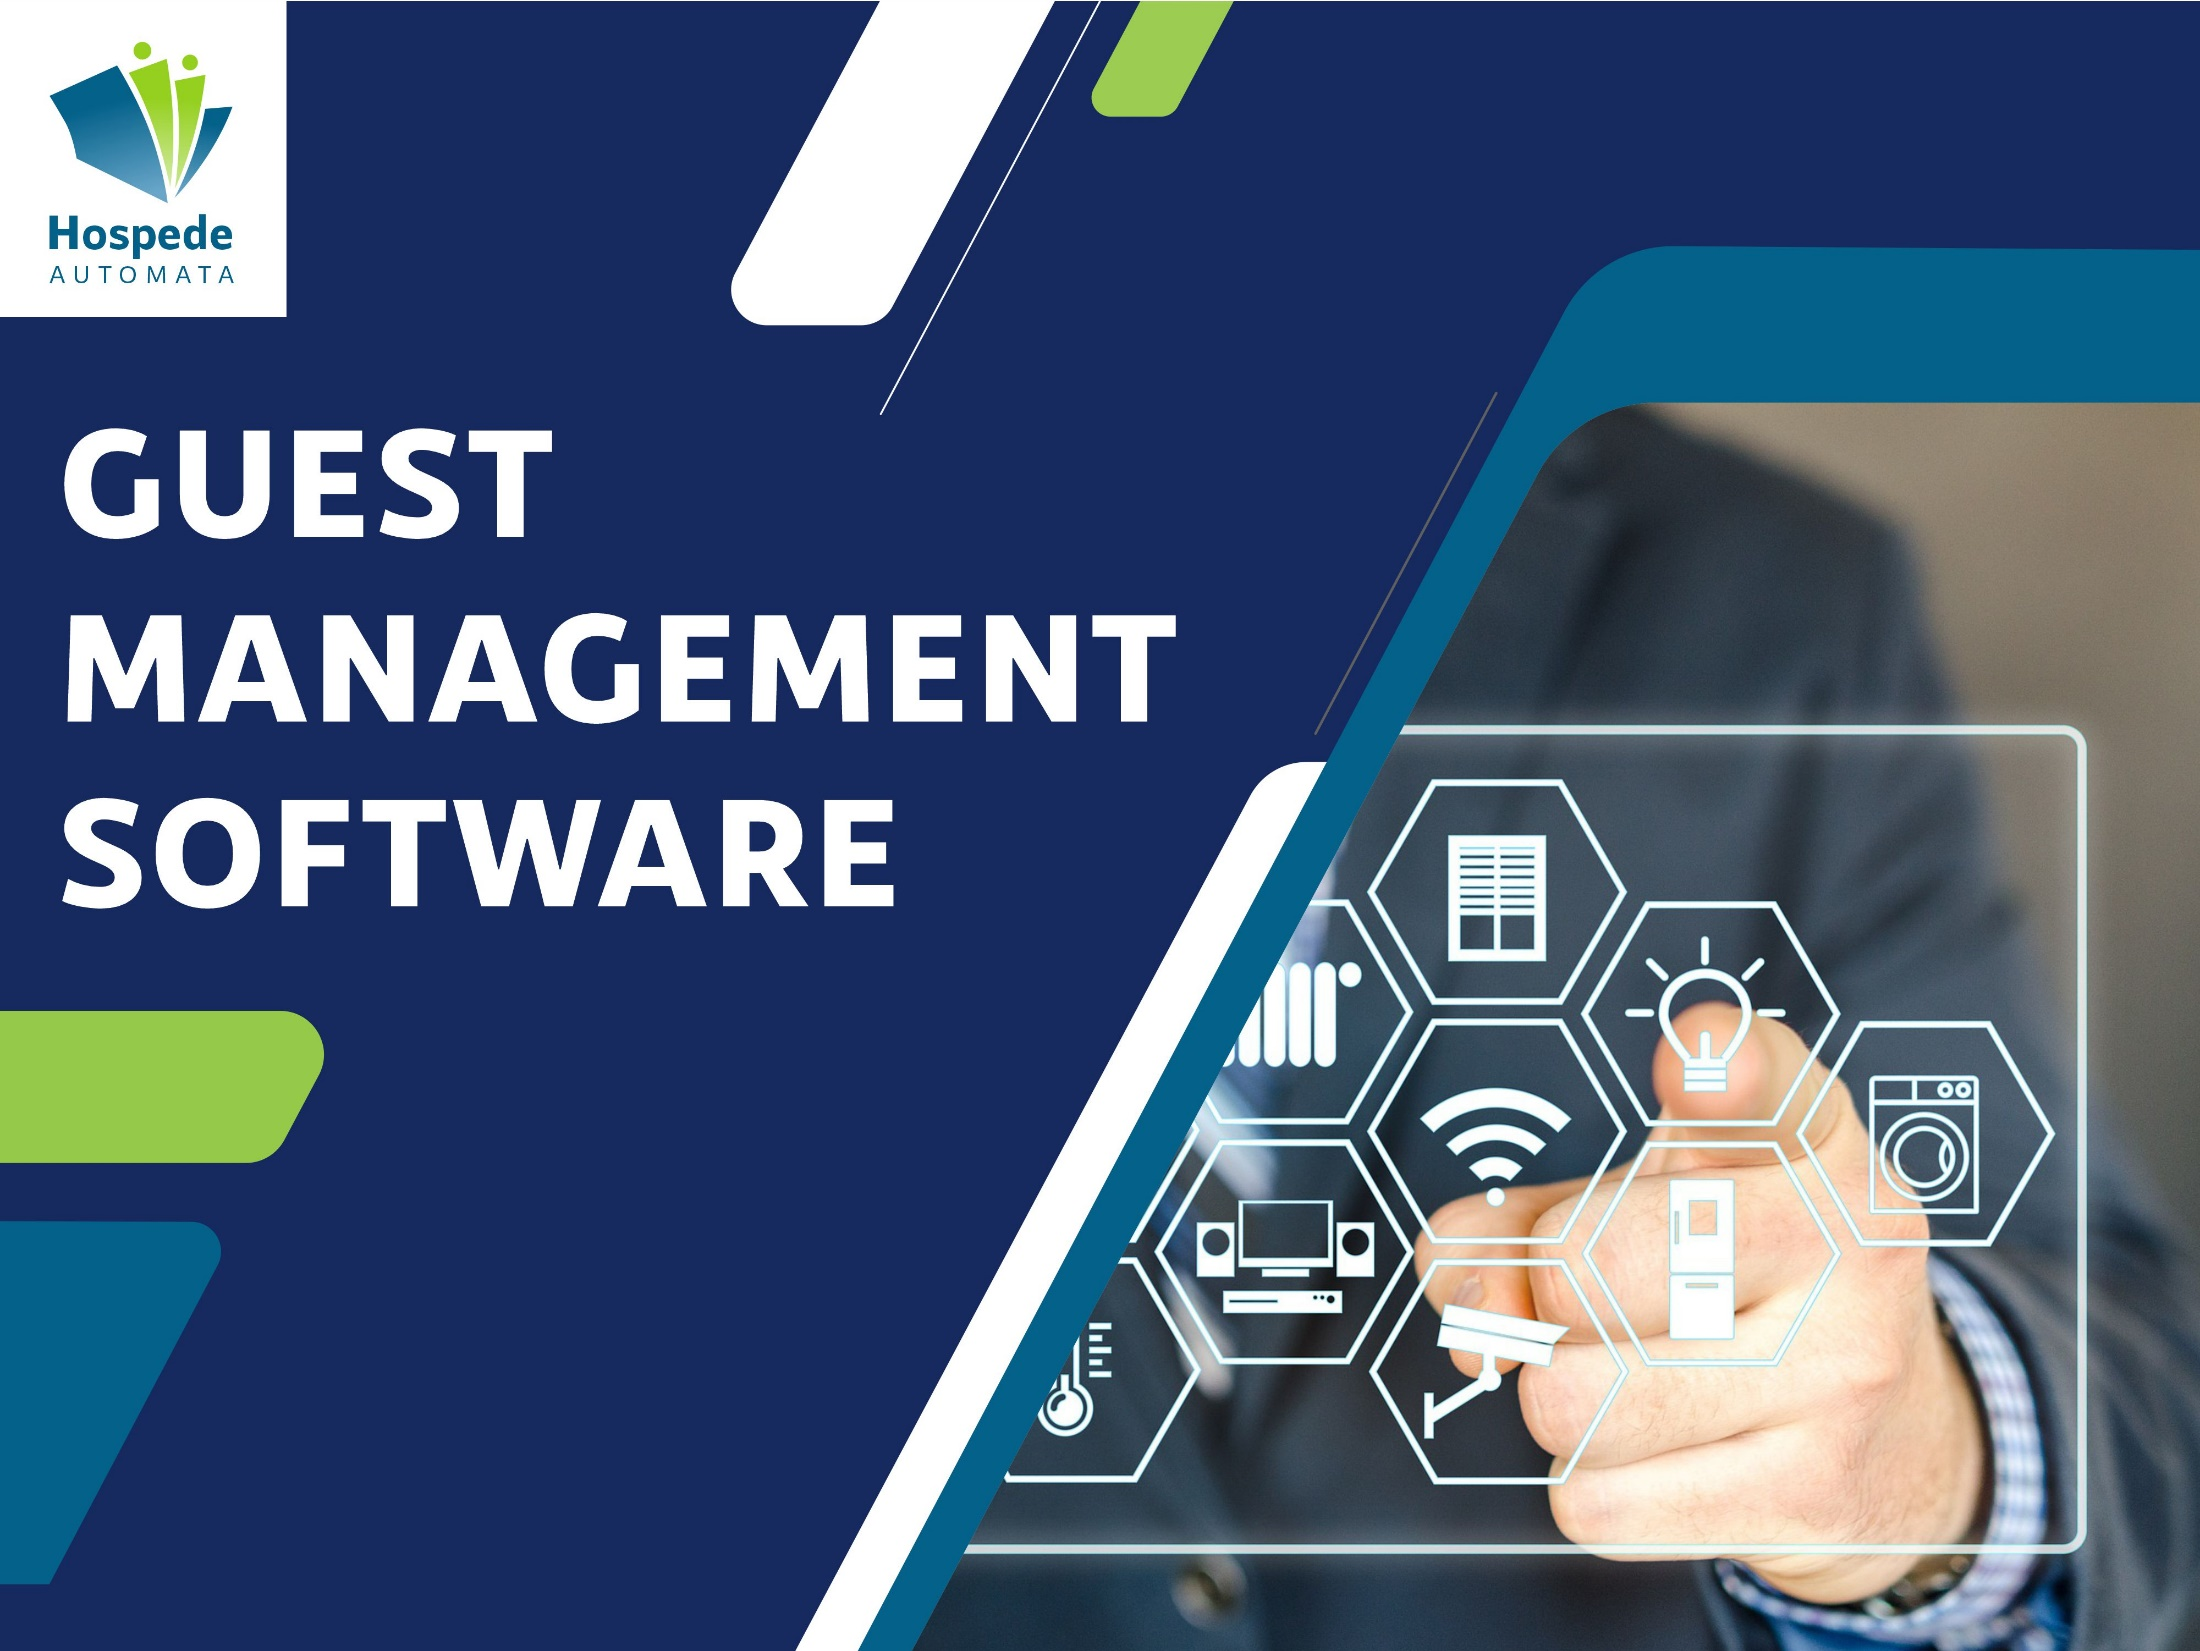 Hospede
AUTOMATA
GUEST
MANAGEMENT
SOFTWARE